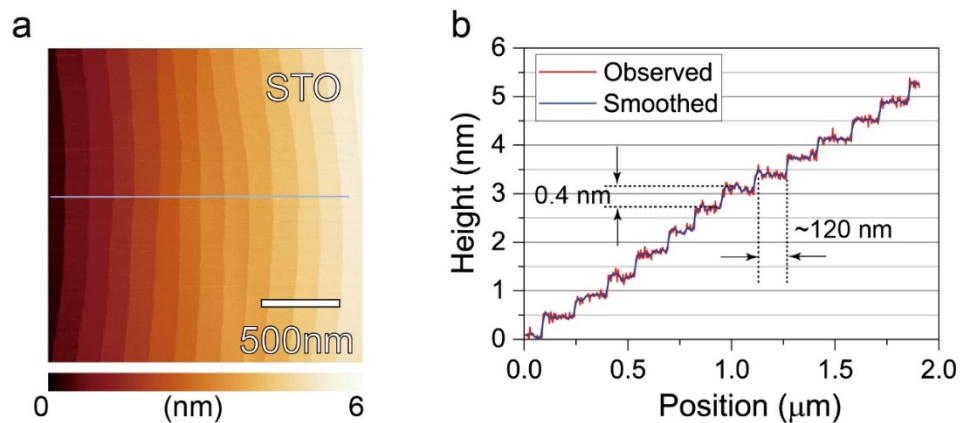 a
STO
500nm
0 (nm) 6
b
6
5
4
3
2
1
0
Height (nm)
Observed
Smoothed
0.4 nm
~120 nm
0.0 0.5 1.0 1.5 2.0
Position (μm)